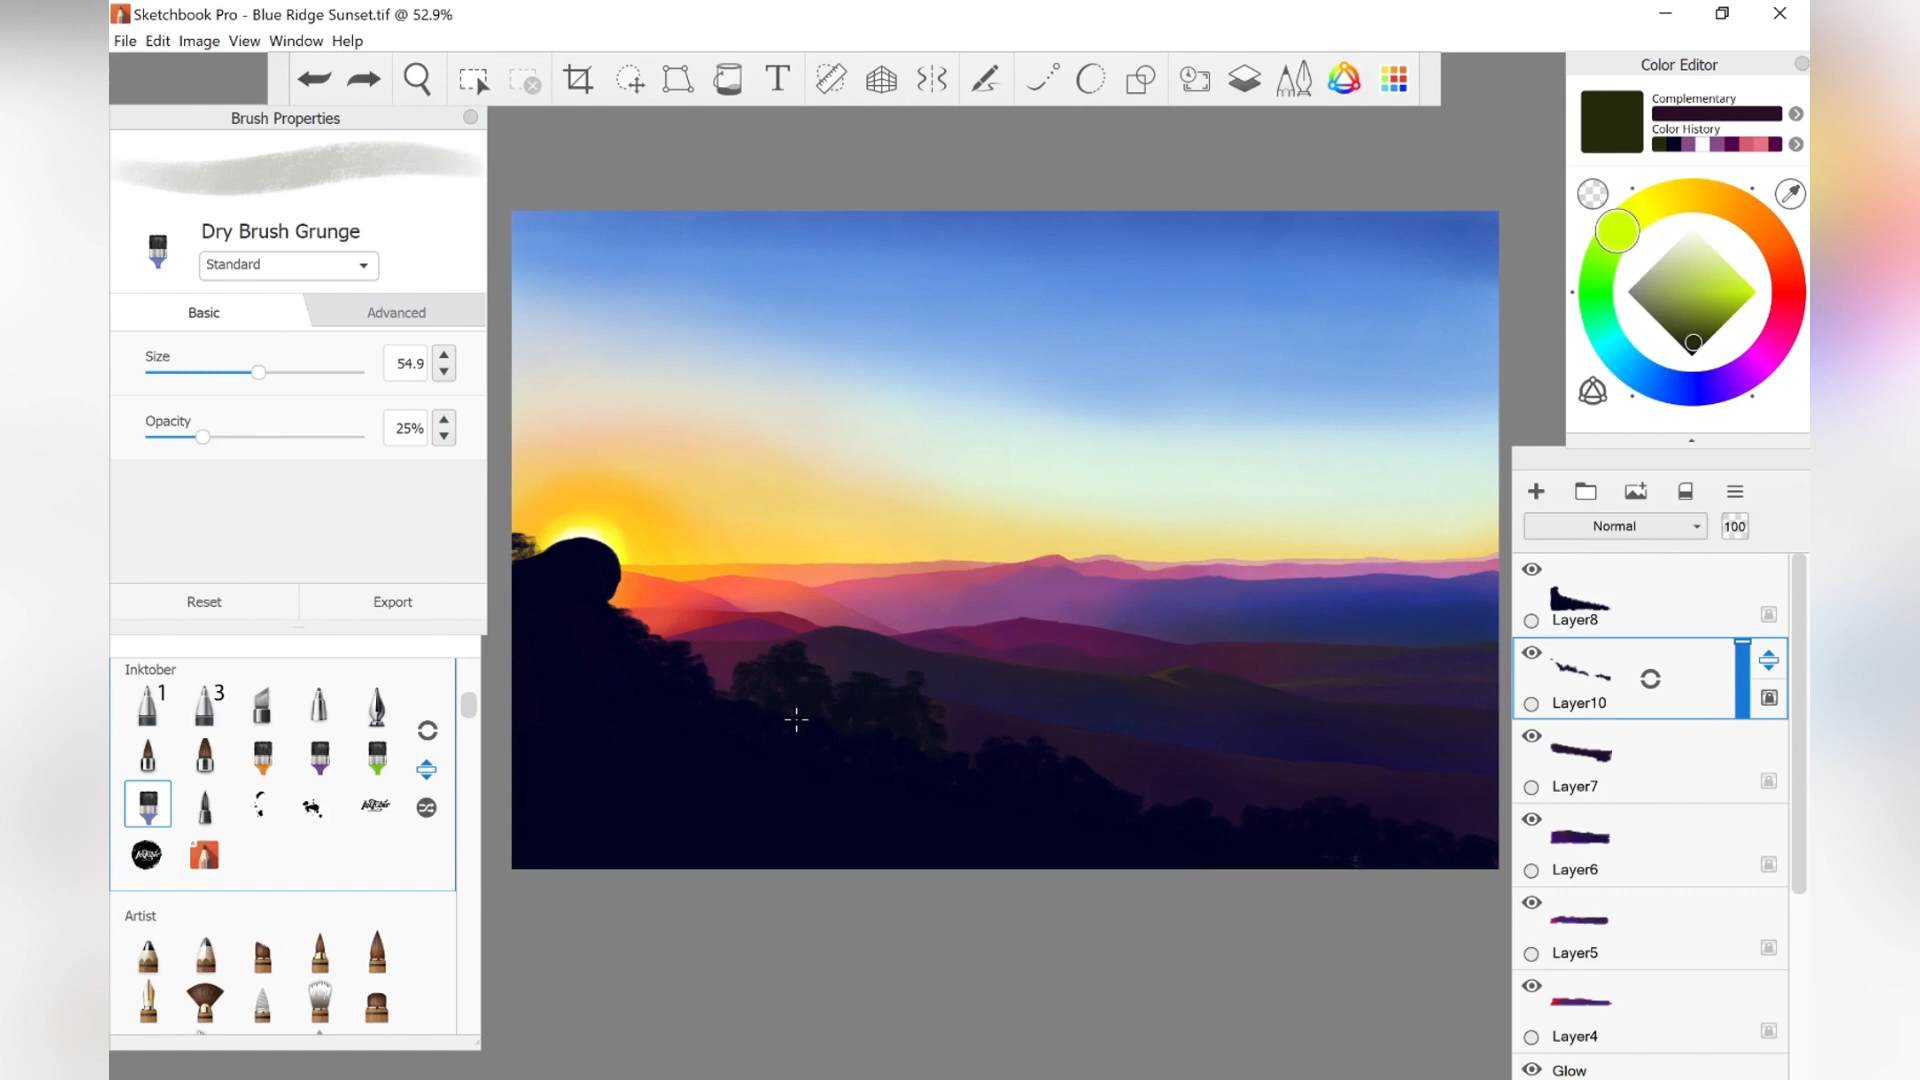 Sketchbook Pro - Blue Ridge Sunset.tif @ 52.9%
File Edit Image View Window Help
T
Brush Properties
Dry Brush Grunge
Standard
Basic
Advanced
Size
54.9
Opacity
25%
Reset
Export
Inktober
1
3
Inktober
Artist
Color Editor
Complementary
Color History
Normal
100
Layer8
Layer10
Layer7
Layer6
Layer5
Layer4
Glow